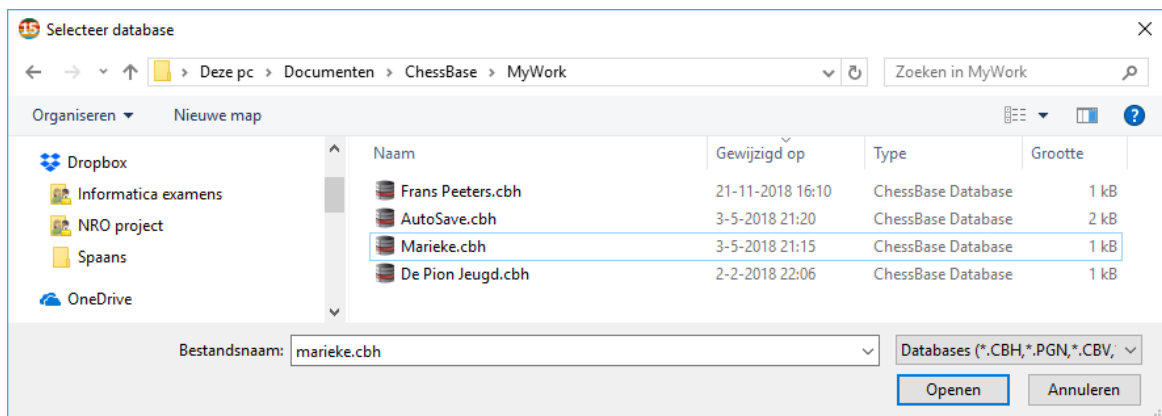 15 Selecteer database
Deze pc > Documenten > ChessBase > MyWork
Zoeken in MyWork
Organiseren Nieuwe map ?
Dropbox
Informatica examens
NRO project
Spaans
OneDrive
Naam Gewijzigd op Type Grootte
Frans Peeters.cbh 21-11-2018 16:10 ChessBase Database 1 kB
AutoSave.cbh 3-5-2018 21:20 ChessBase Database 2 kB
Marieke.cbh 3-5-2018 21:15 ChessBase Database 1 kB
De Pion Jeugd.cbh 2-2-2018 22:06 ChessBase Database 1 kB
Bestandsnaam: marieke.cbh Databases (*.CBH,*.PGN,*.CBV,
Openen Annuleren